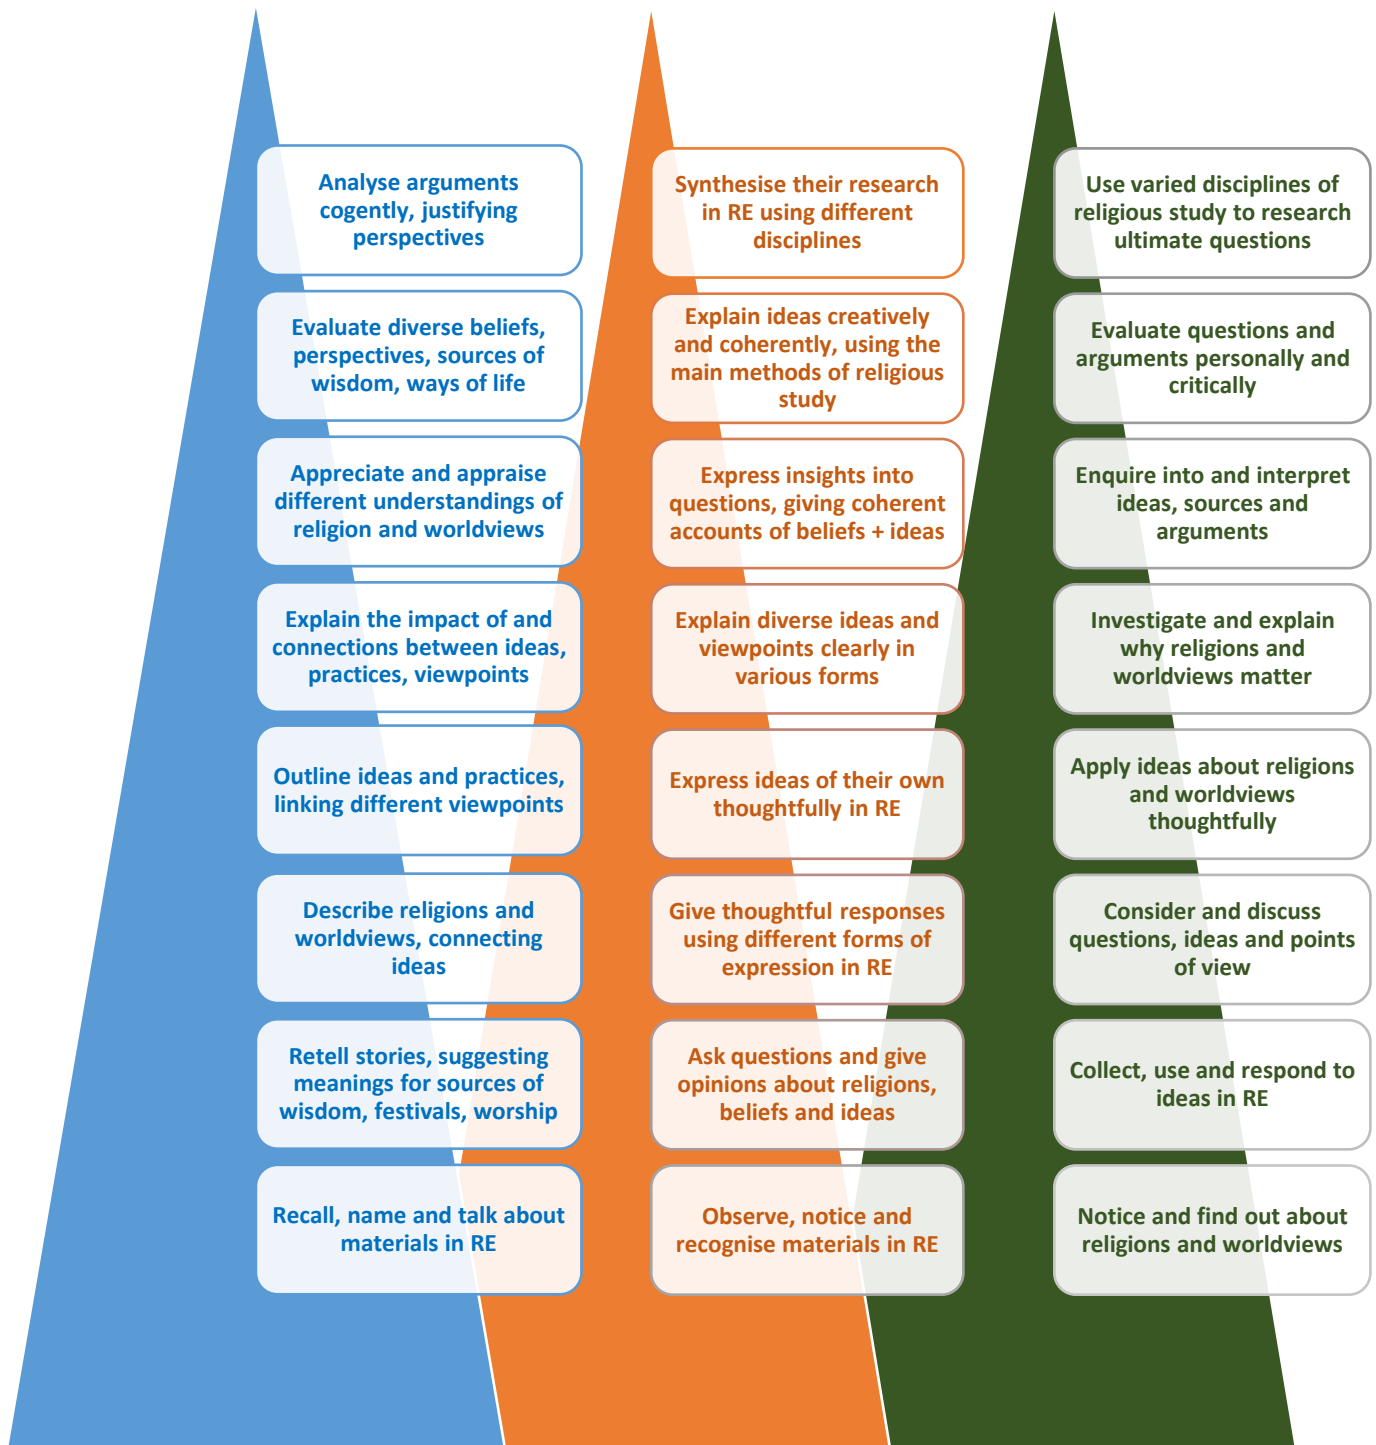 Analyse arguments
cogently, justifying
perspectives
Evaluate diverse beliefs,
perspectives, sources of
wisdom, ways of life
Appreciate and appraise
different understandings of
religion and worldviews
Explain the impact of and
connections between ideas,
practices, viewpoints
Outline ideas and practices,
linking different viewpoints
Describe religions and
worldviews, connecting
ideas
Retell stories, suggesting
meanings for sources of
wisdom, festivals, worship
Recall, name and talk about
materials in RE
Synthesise their research
in RE using different
disciplines
Explain ideas creatively
and coherently, using the
main methods of religious
study
Express insights into
questions, giving coherent
accounts of beliefs + ideas
Explain diverse ideas and
viewpoints clearly in
various forms
Express ideas of their own
thoughtfully in RE
Give thoughtful responses
using different forms of
expression in RE
Ask questions and give
opinions about religions,
beliefs and ideas
Observe, notice and
recognise materials in RE
Use varied disciplines of
religious study to research
ultimate questions
Evaluate questions and
arguments personally and
critically
Enquire into and interpret
ideas, sources and
arguments
Investigate and explain
why religions and
worldviews matter
Apply ideas about religions
and worldviews
thoughtfully
Consider and discuss
questions, ideas and points
of view
Collect, use and respond to
ideas in RE
Notice and find out about
religions and worldviews